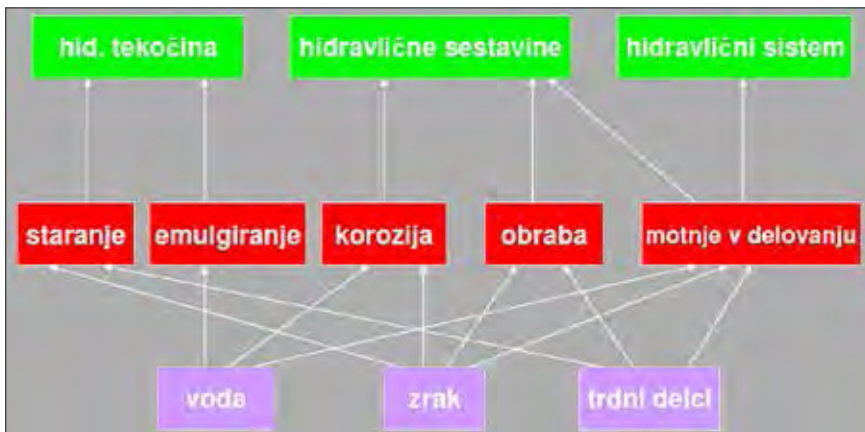 hid. tekočina hidravlične sestavine hidravlični sistem
staranje emulgiranje korozija obraba motnje v delovanju
voda zrak trdni delci